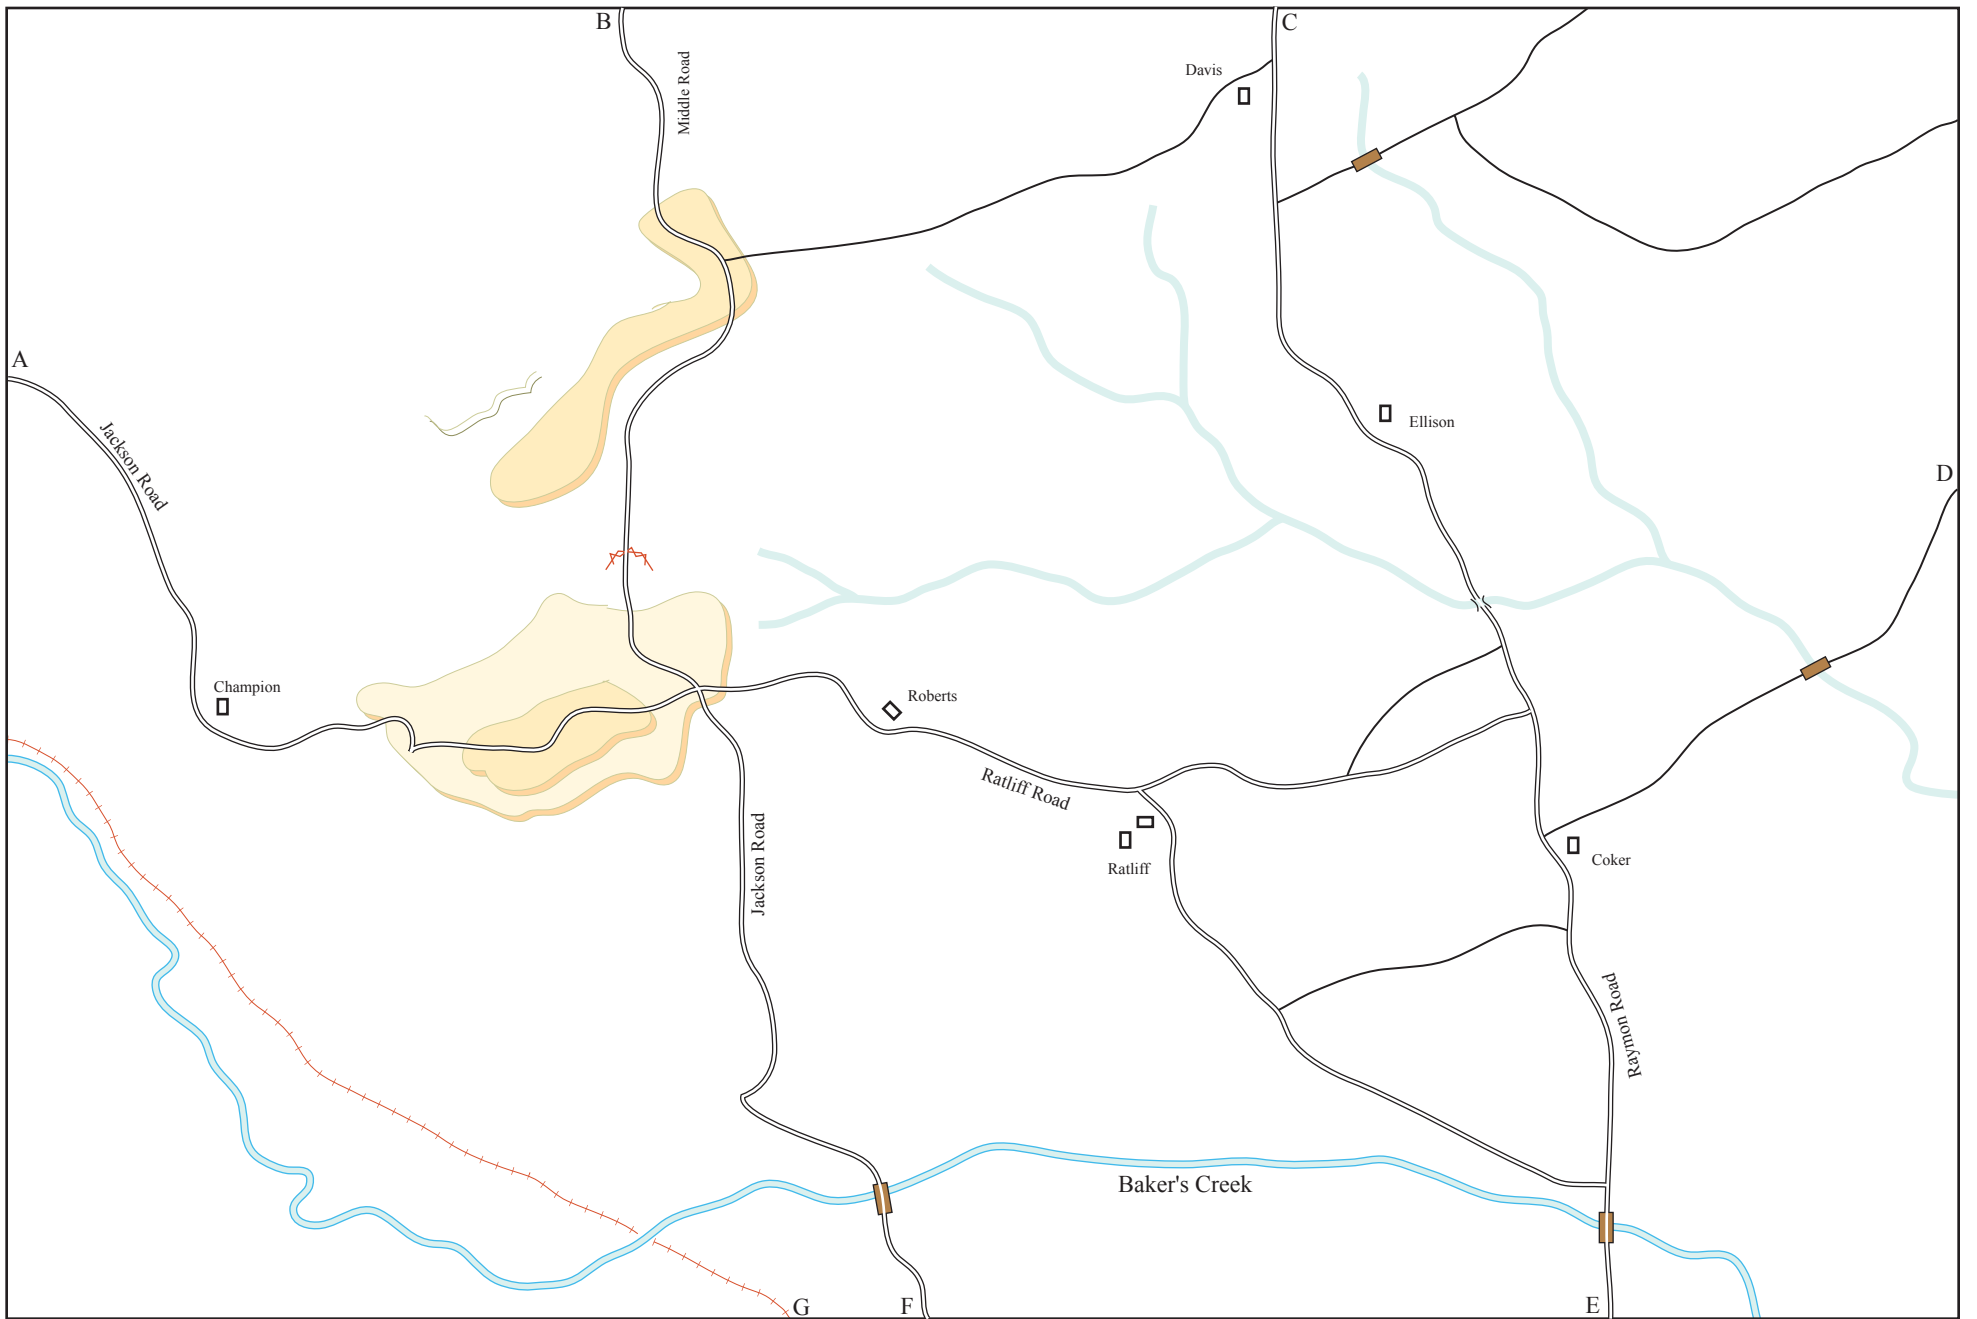 B
C
Davis
Middle Road
A
Ellison
Jackson Road
D
Champion
Roberts
Ratliff Road
Jackson Road
Ratliff
Coker
Raymon Road
Baker's Creek
G
F
E